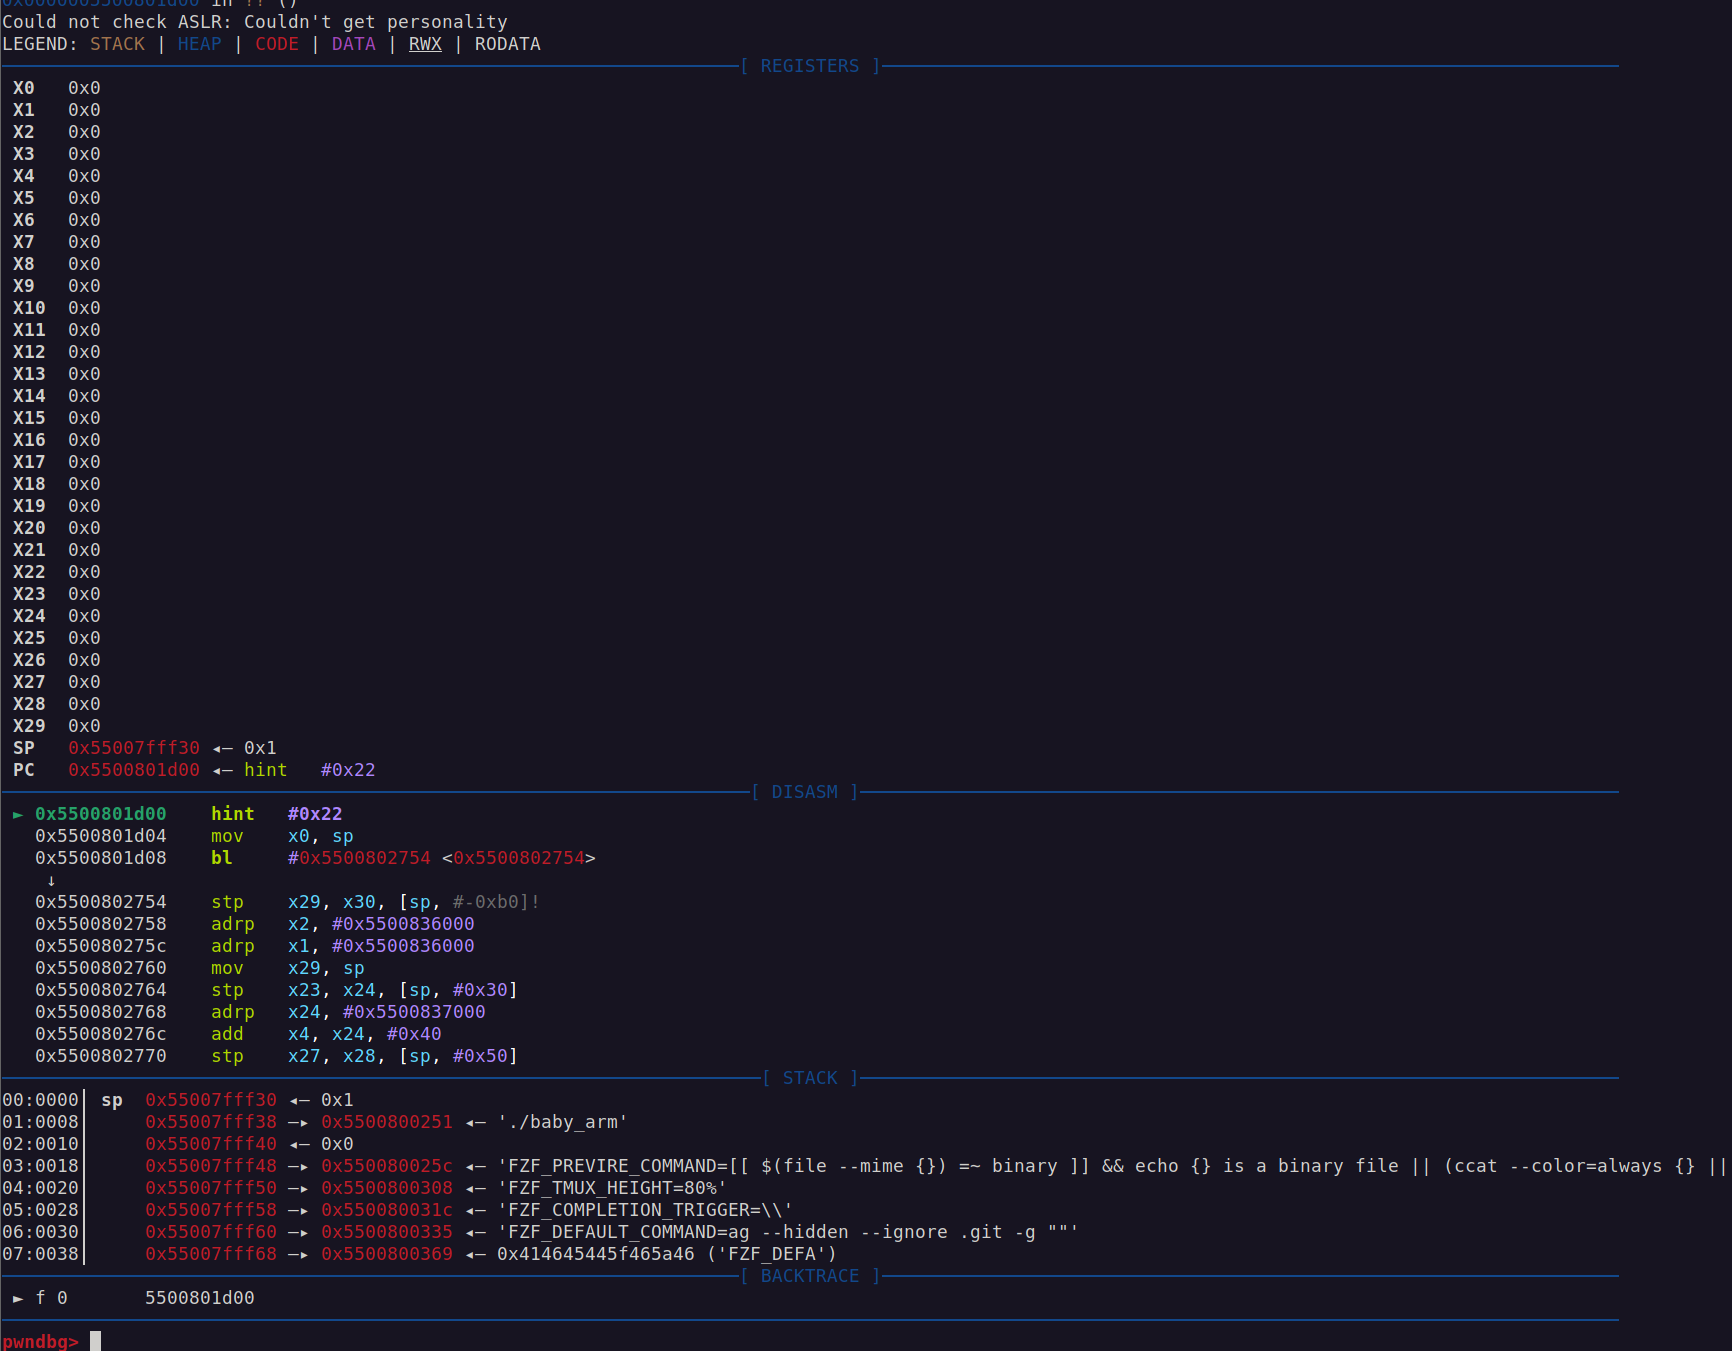 0x0000005500801d00 in ?? ()
Could not check ASLR: Couldn't get personality
LEGEND: STACK | HEAP | CODE | DATA | RWX | RODATA
[ REGISTERS ]
X0   0x0
X1   0x0
X2   0x0
X3   0x0
X4   0x0
X5   0x0
X6   0x0
X7   0x0
X8   0x0
X9   0x0
X10  0x0
X11  0x0
X12  0x0
X13  0x0
X14  0x0
X15  0x0
X16  0x0
X17  0x0
X18  0x0
X19  0x0
X20  0x0
X21  0x0
X22  0x0
X23  0x0
X24  0x0
X25  0x0
X26  0x0
X27  0x0
X28  0x0
X29  0x0
SP   0x55007fff30 ◂— 0x1
PC   0x5500801d00 ◂— hint   #0x22
[ DISASM ]
► 0x5500801d00    hint   #0x22
0x5500801d04    mov    x0, sp
0x5500801d08    bl     #0x5500802754 <0x5500802754>
↓
0x5500802754    stp    x29, x30, [sp, #-0xb0]!
0x5500802758    adrp   x2, #0x5500836000
0x550080275c    adrp   x1, #0x5500836000
0x5500802760    mov    x29, sp
0x5500802764    stp    x23, x24, [sp, #0x30]
0x5500802768    adrp   x24, #0x5500837000
0x550080276c    add    x4, x24, #0x40
0x5500802770    stp    x27, x28, [sp, #0x50]
[ STACK ]
00:0000│ sp  0x55007fff30 ◂— 0x1
01:0008│     0x55007fff38 —▸ 0x5500800251 ◂— './baby_arm'
02:0010│     0x55007fff40 ◂— 0x0
03:0018│     0x55007fff48 —▸ 0x550080025c ◂— 'FZF_PREVIRE_COMMAND=[[ $(file --mime {}) =~ binary ]] && echo {} is a binary file || (ccat --color=always {} ||
04:0020│     0x55007fff50 —▸ 0x5500800308 ◂— 'FZF_TMUX_HEIGHT=80%'
05:0028│     0x55007fff58 —▸ 0x550080031c ◂— 'FZF_COMPLETION_TRIGGER=\\'
06:0030│     0x55007fff60 —▸ 0x5500800335 ◂— 'FZF_DEFAULT_COMMAND=ag --hidden --ignore .git -g ""'
07:0038│     0x55007fff68 —▸ 0x5500800369 ◂— 0x414645445f465a46 ('FZF_DEFA')
[ BACKTRACE ]
► f 0       5500801d00
pwndbg>